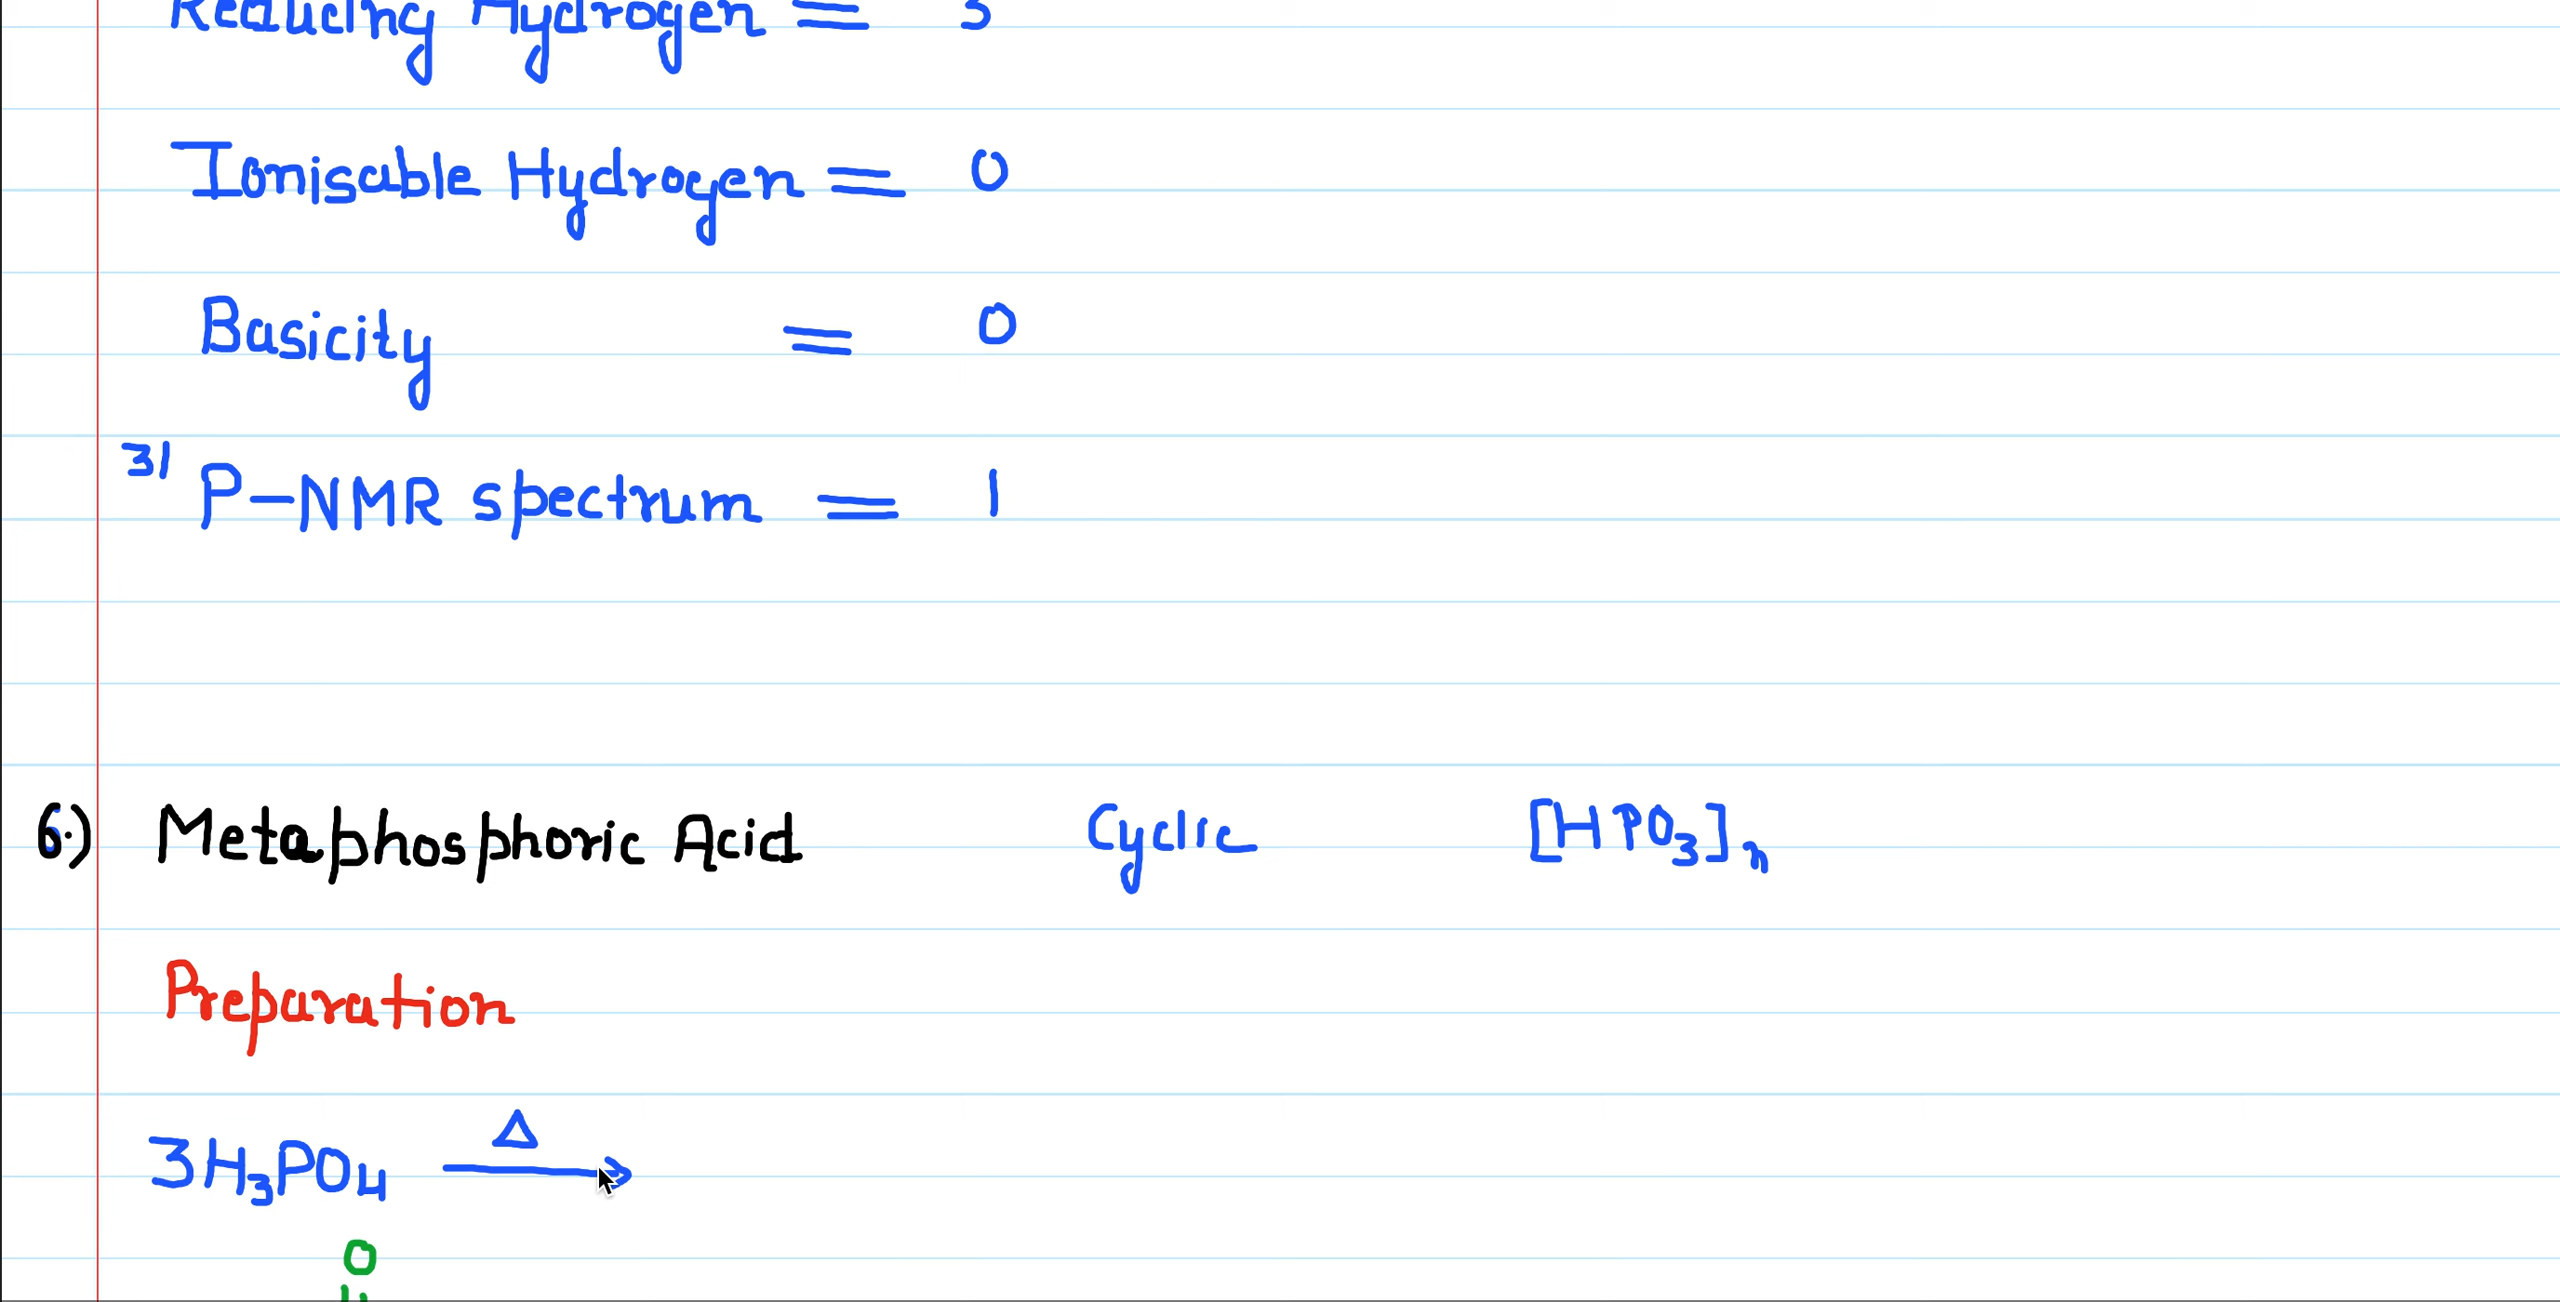 Reducing Hydrogen = 3
Ionisable Hydrogen = 0
Basicity = 0
³¹P-NMR spectrum = 1
6.) Metaphosphoric Acid Cyclic [HPO₃]ₙ
Preparation
3H₃PO₄ —Δ→
O